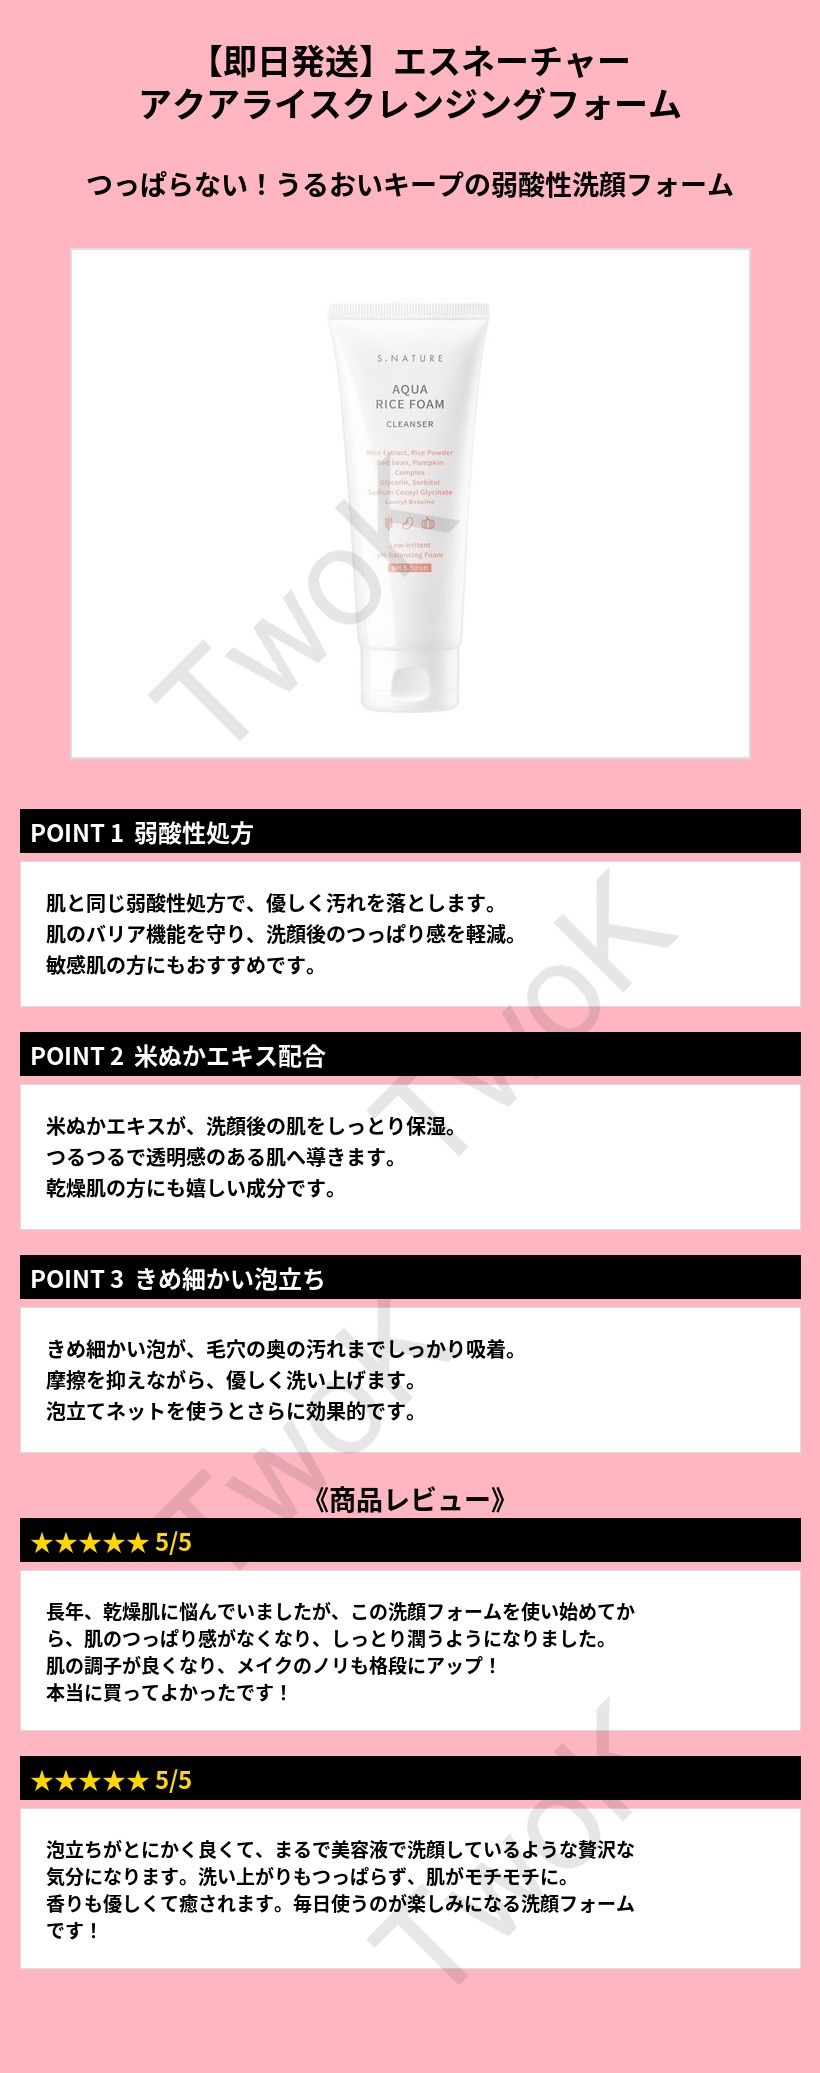 【即日発送】エスネーチャー
アクアライスクレンジングフォーム
つっぱらない！うるおいキープの弱酸性洗顔フォーム
S.NATURE
AQUA
RICE FOAM
CLEANSER
Rice Extract, Rice Powder
Red bean, Pumpkin
Complex
Glycerin, Sorbitol
Sodium Cocoyl Glycinate
Lauryl Betaine
Low-irritant
pH Balancing Foam
TwoK
POINT 1 弱酸性処方
肌と同じ弱酸性処方で、優しく汚れを落とします。
肌のバリア機能を守り、洗顔後のつっぱり感を軽減。
敏感肌の方にもおすすめです。
TwoK
POINT 2 米ぬかエキス配合
米ぬかエキスが、洗顔後の肌をしっとり保湿。
つるつるで透明感のある肌へ導きます。
乾燥肌の方にも嬉しい成分です。
POINT 3 きめ細かい泡立ち
きめ細かい泡が、毛穴の奥の汚れまでしっかり吸着。
摩擦を抑えながら、優しく洗い上げます。
泡立てネットを使うとさらに効果的です。
TwoK
《商品レビュー》
★★★★★ 5/5
長年、乾燥肌に悩んでいましたが、この洗顔フォームを使い始めてか
ら、肌のつっぱり感がなくなり、しっとり潤うようになりました。
肌の調子が良くなり、メイクのノリも格段にアップ！
本当に買ってよかったです！
★★★★★ 5/5
泡立ちがとにかく良くて、まるで美容液で洗顔しているような贅沢な
気分になります。洗い上がりもつっぱらず、肌がモチモチに。
香りも優しくて癒されます。毎日使うのが楽しみになる洗顔フォーム
です！
TwoK